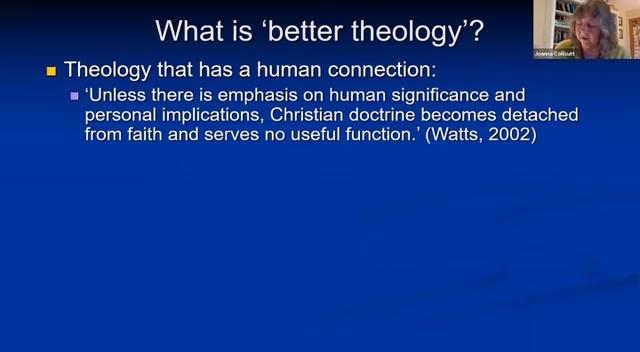 What is ‘better theology’?
Joanna Collicutt
Theology that has a human connection:
‘Unless there is emphasis on human significance and
personal implications, Christian doctrine becomes detached
from faith and serves no useful function.’ (Watts, 2002)